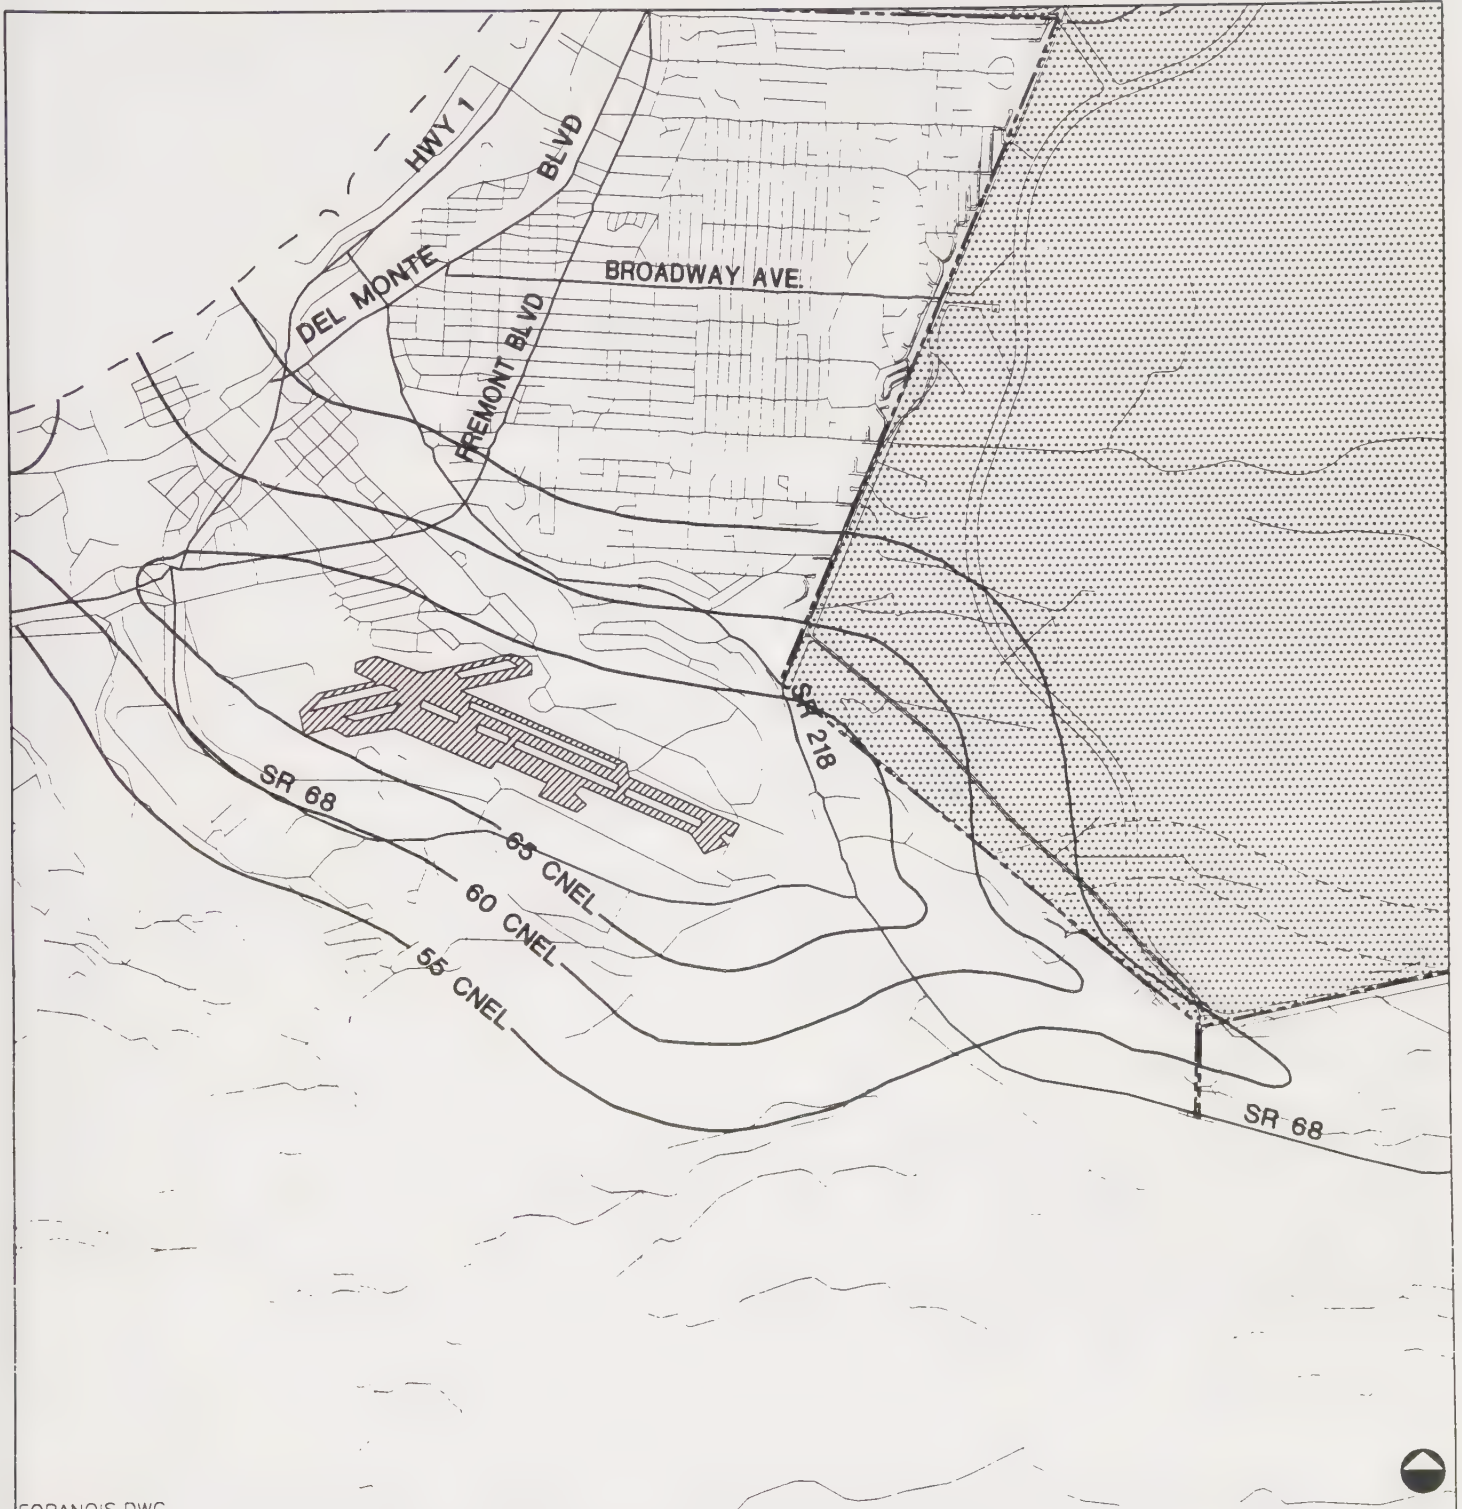 HWY 1
BLVD
DEL MONTE
BROADWAY AVE.
FREMONT BLVD
SR 218
SR 68
65 CNEL
60 CNEL
55 CNEL
SR 68